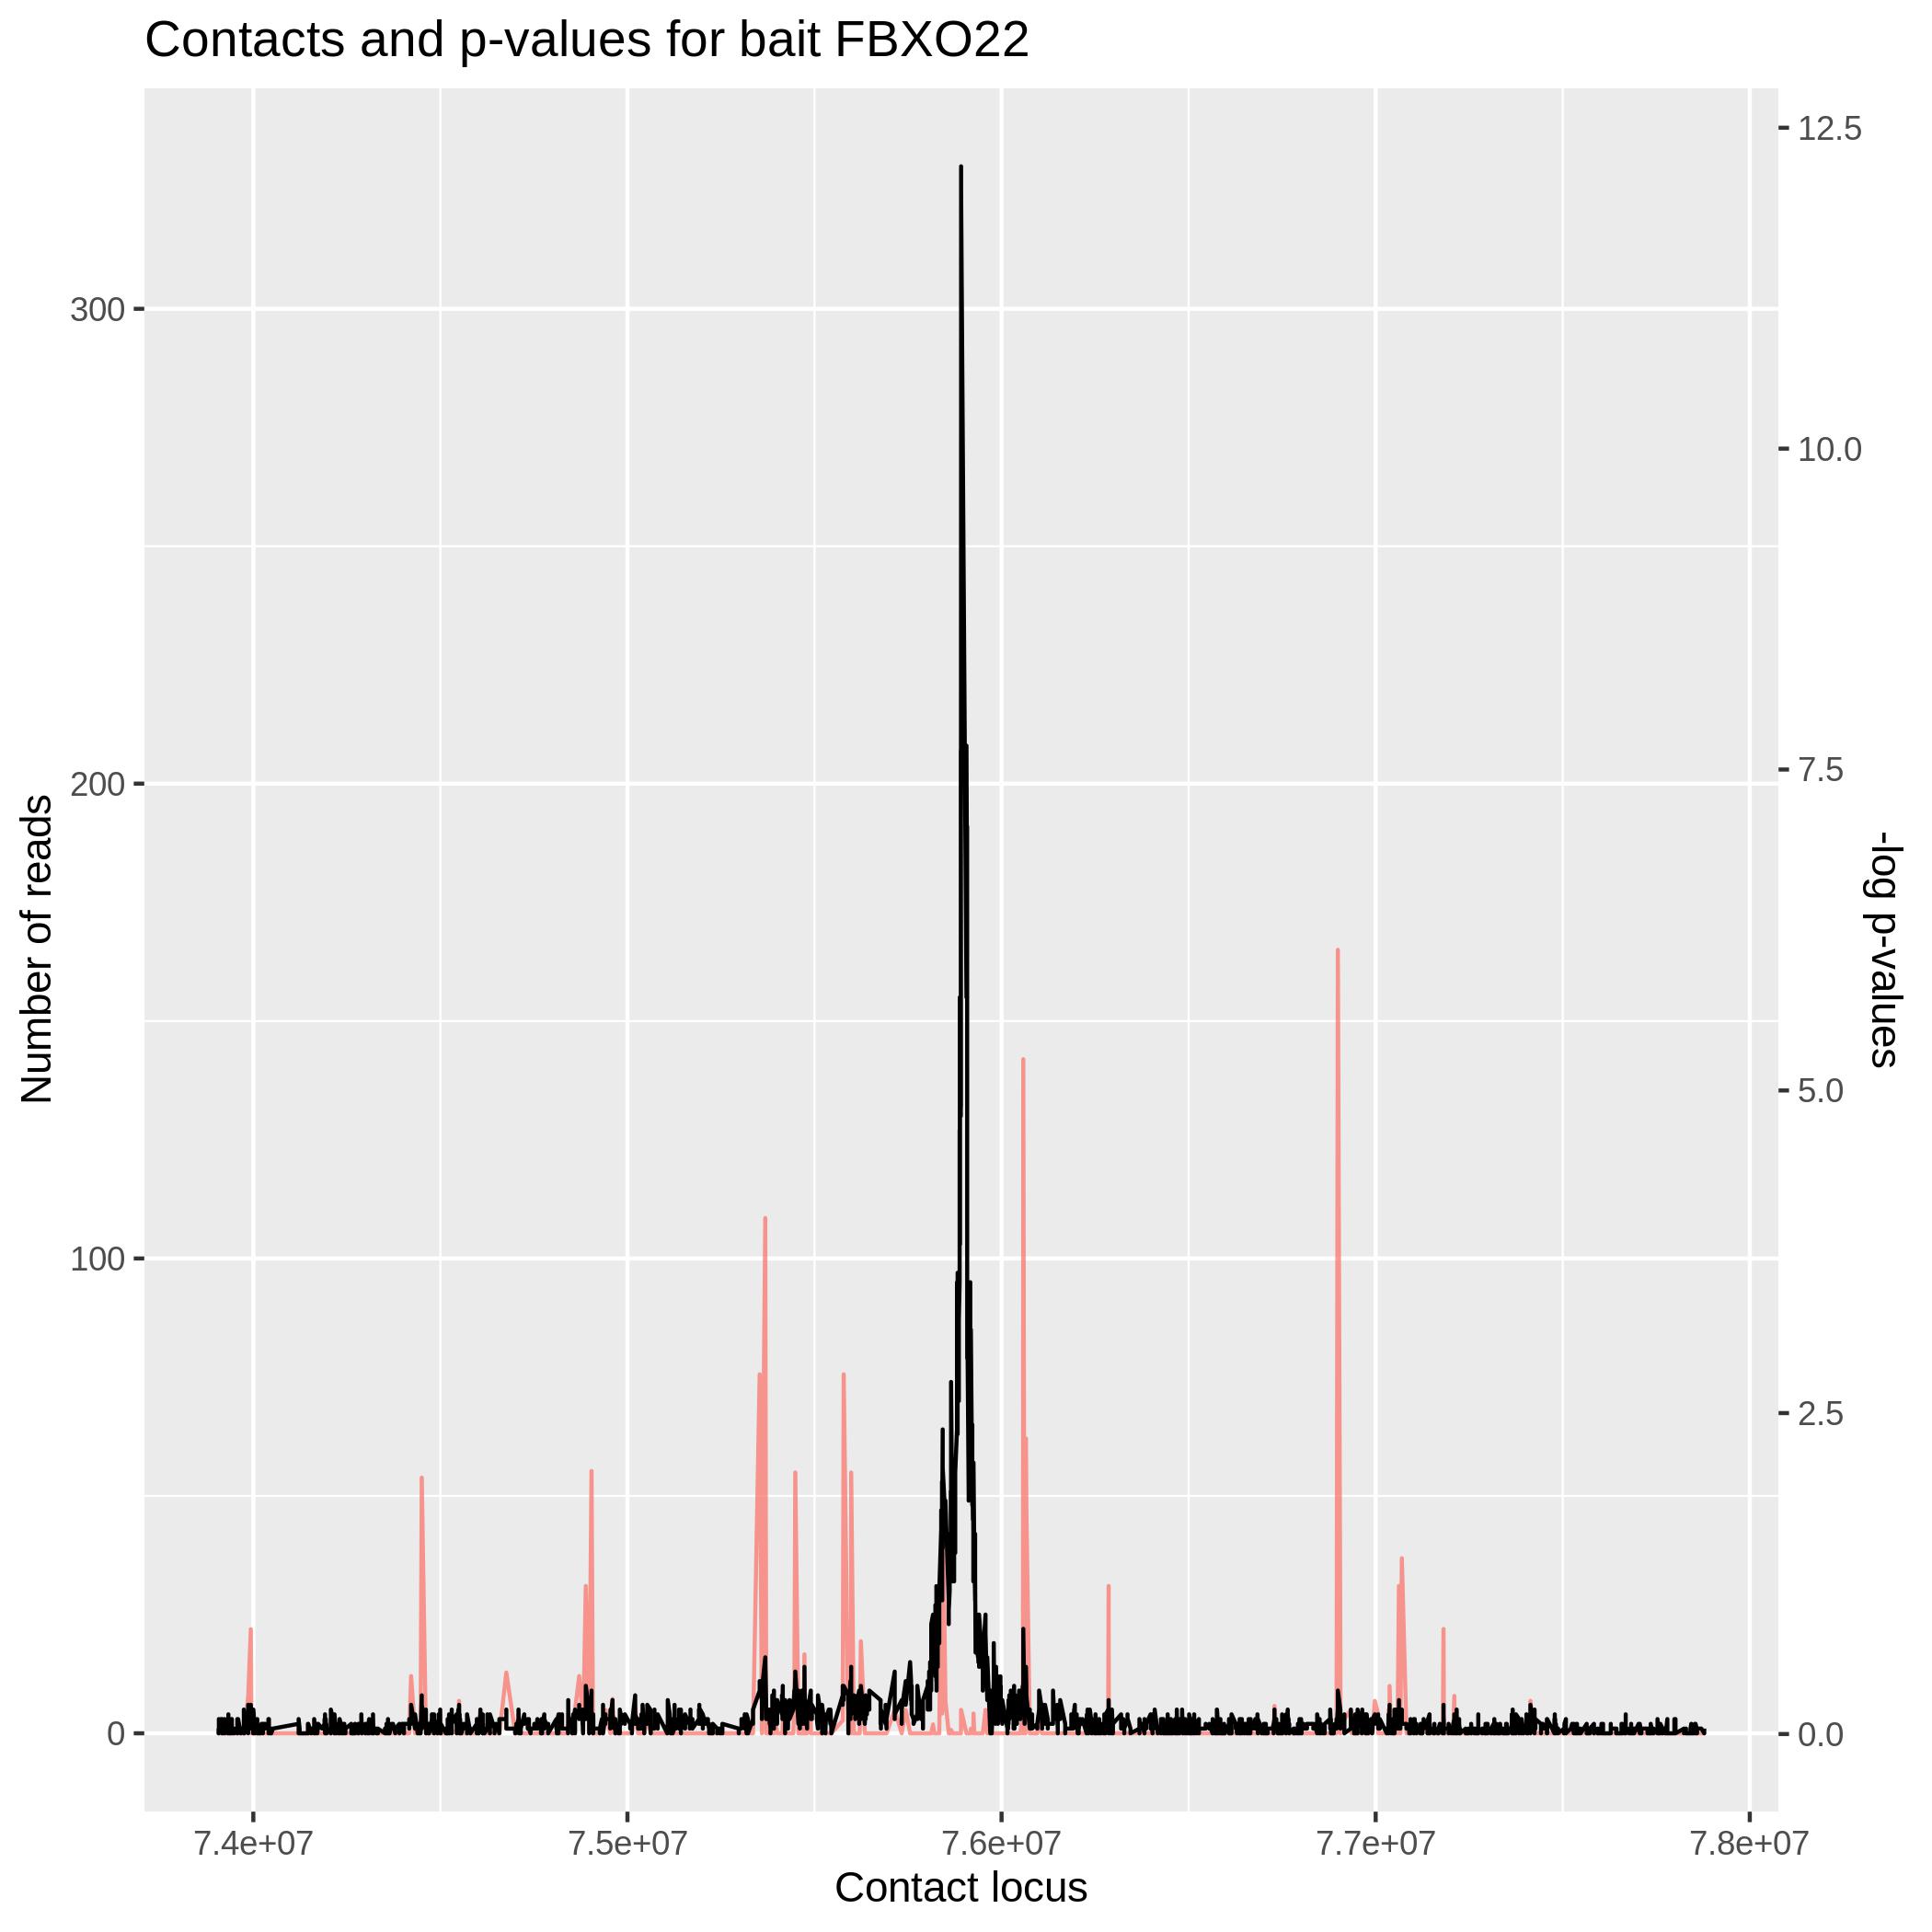 Contacts and p-values for bait FBXO22
Number of reads
300
200
100
0
12.5
10.0
7.5
5.0
2.5
0.0
-log p-values
7.4e+07
7.5e+07
7.6e+07
7.7e+07
7.8e+07
Contact locus